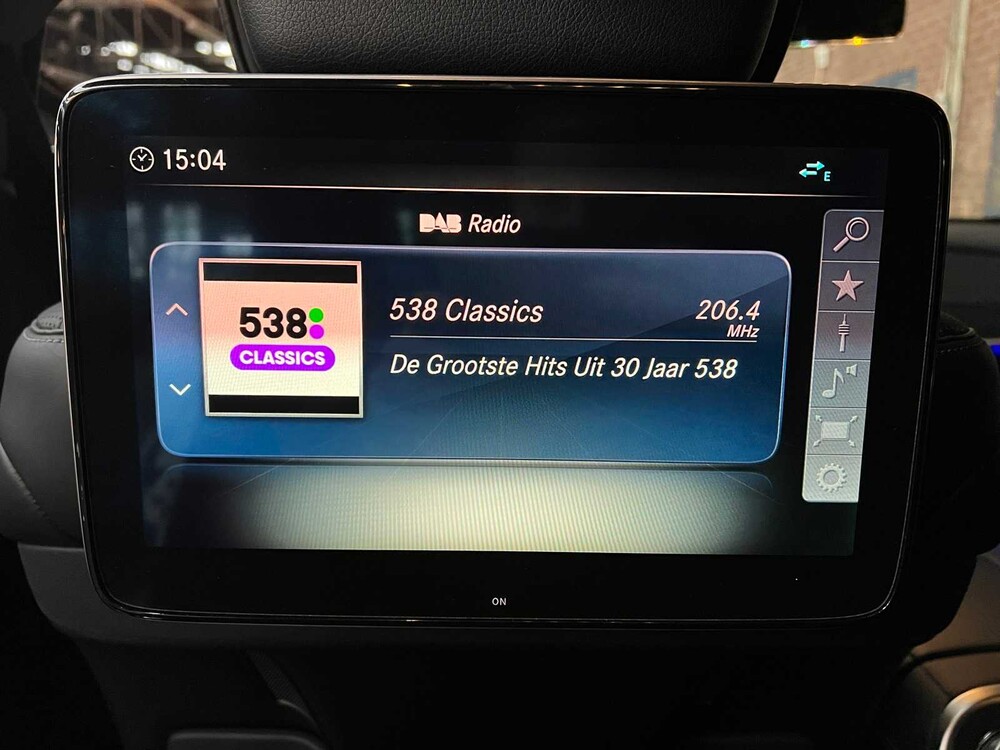 15:04
E
DAB Radio
538
CLASSICS
538 Classics
206.4
MHz
De Grootste Hits Uit 30 Jaar 538
ON